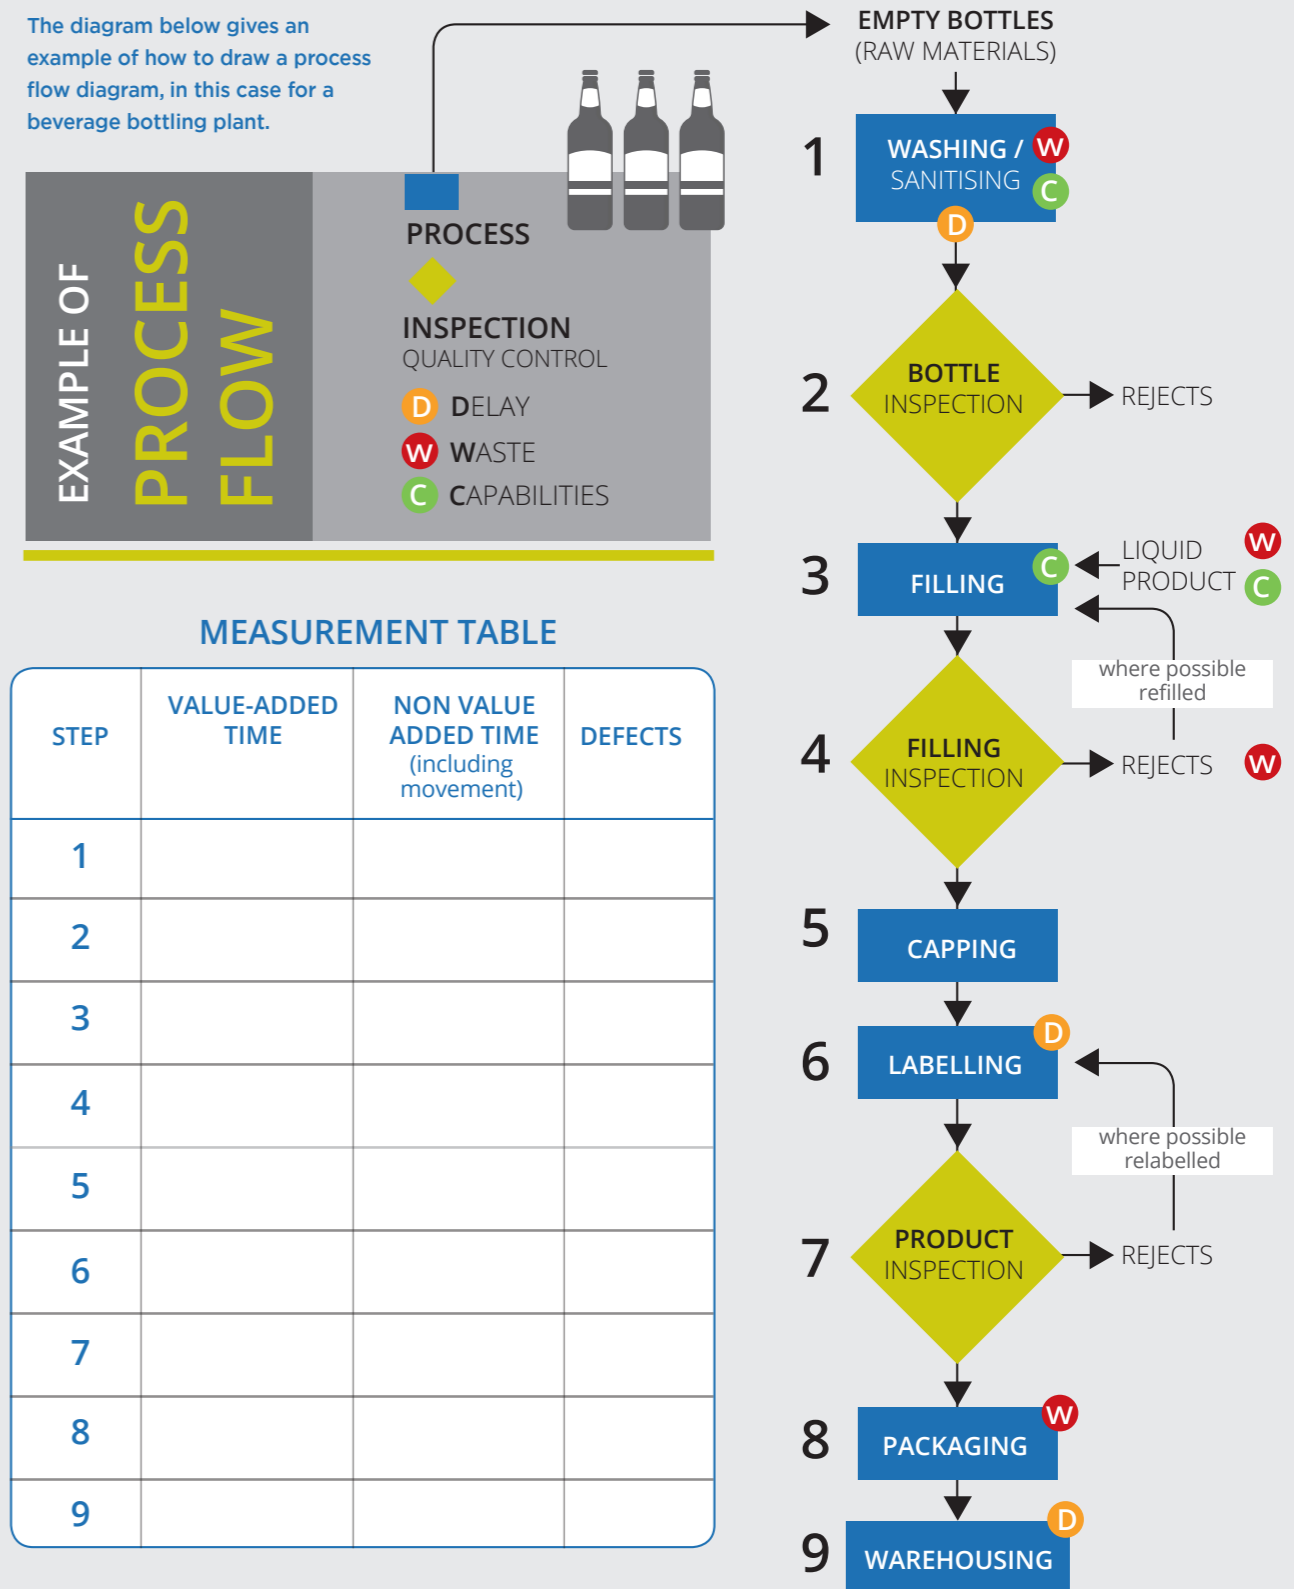 The diagram below gives an
example of how to draw a process
flow diagram, in this case for a
beverage bottling plant.
EXAMPLE OF
PROCESS
FLOW
PROCESS
INSPECTION
QUALITY CONTROL
D DELAY
W WASTE
C CAPABILITIES
MEASUREMENT TABLE
STEP
VALUE-ADDED
TIME
NON VALUE
ADDED TIME
(including
movement)
DEFECTS
1
2
3
4
5
6
7
8
9
EMPTY BOTTLES
(RAW MATERIALS)
1
WASHING /
SANITISING
W
C
D
2
BOTTLE
INSPECTION
REJECTS
3
FILLING
C
LIQUID
PRODUCT
W
C
where possible
refilled
4
FILLING
INSPECTION
REJECTS
W
5
CAPPING
6
LABELLING
D
where possible
relabelled
7
PRODUCT
INSPECTION
REJECTS
8
PACKAGING
W
9
WAREHOUSING
D